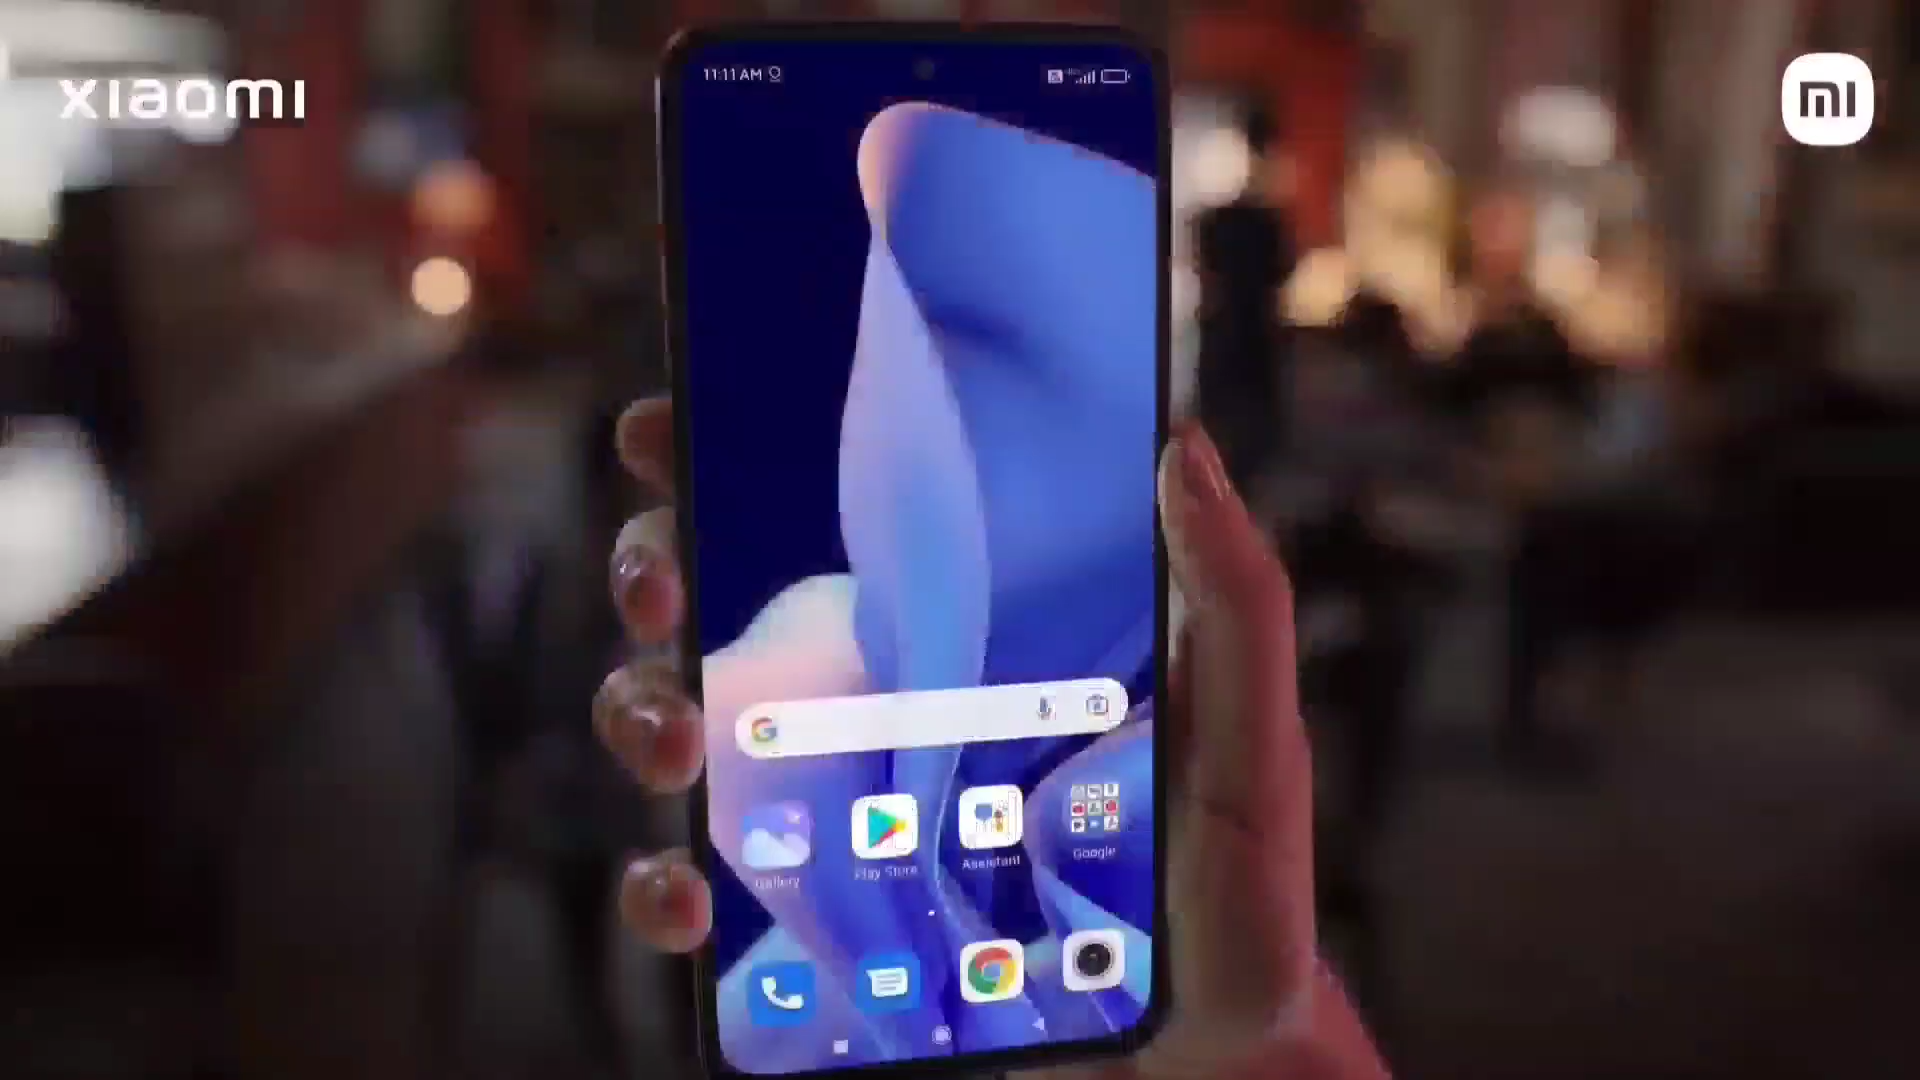 xiaomi
mi
11:11 AM
Gallery
Play Store
Assistant
Google